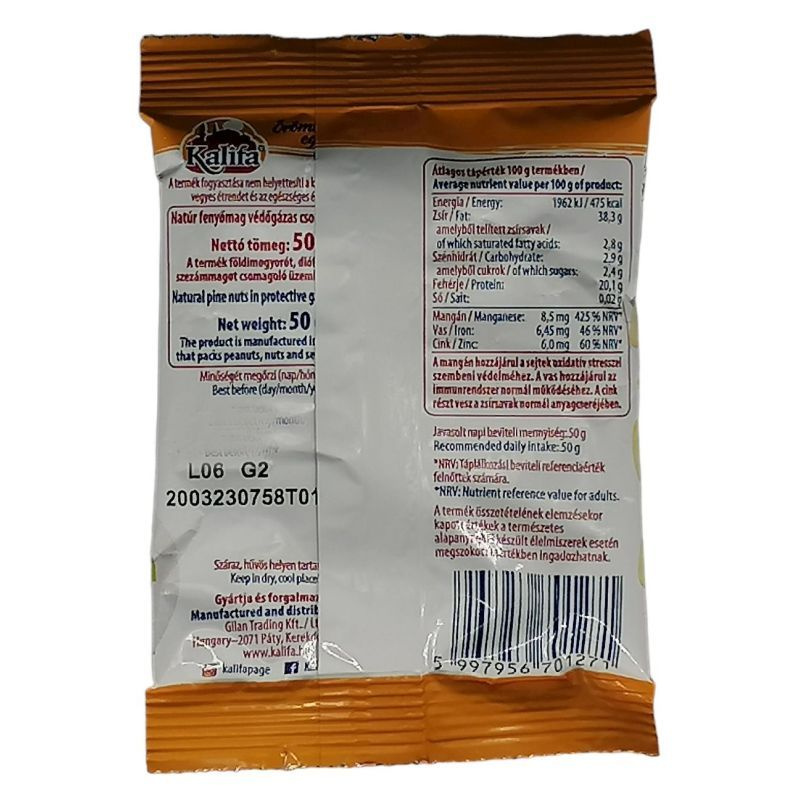 Kalifa
A termék fogyasztása nem helyettesíti a k
vegyes étrendet és az egészséges é
Natúr fenyőmag védőgázas cso
Nettó tömeg: 50
A termék földimogyorót, dióf
szezámmagot csomagoló üzem
Natural pine nuts in protective g
Net weight: 50
The product is manufactured in
that packs peanuts, nuts and se
Minőségét megőrzi (nap/hón
Best before (day/month/y
L06 G2
2003230758T01
Száraz, hűvös helyen tarta
Keep in dry, cool place
Gyártja és forgalmaz
Manufactured and distrib
Gilan Trading Kft. / Lt
Hungary–2071 Páty, Kerekd
www.kalifa.h
kalifapage
Átlagos tápérték 100 g termékben /
Average nutrient value per 100 g of product:
Energia / Energy: 1962 kJ / 475 kcal
Zsír / Fat: 38,3 g
amelyből telített zsírsavak /
of which saturated fatty acids: 2,8 g
Szénhidrát / Carbohydrate: 2,9 g
amelyből cukrok / of which sugars: 2,4 g
Fehérje / Protein: 20,1 g
Só / Salt: 0,02 g
Mangán / Manganese: 8,5 mg 425 % NRV*
Vas / Iron: 6,45 mg 46 % NRV*
Cink / Zinc: 6,0 mg 60 % NRV*
A mangán hozzájárul a sejtek oxidatív stresszel
szembeni védelméhez. A vas hozzájárul az
immunrendszer normál működéséhez. A cink
részt vesz a zsírsavak normál anyagcseréjében.
Javasolt napi beviteli mennyiség: 50 g
Recommended daily intake: 50 g
*NRV: Táplálkozási beviteli referenciaérték
felnőttek számára.
*NRV: Nutrient reference value for adults.
A termék összetételének elemzésekor
kapott értékek a természetes
készült élelmiszerek esetén
megszokott mértékben ingadozhatnak.
5 997956 701271